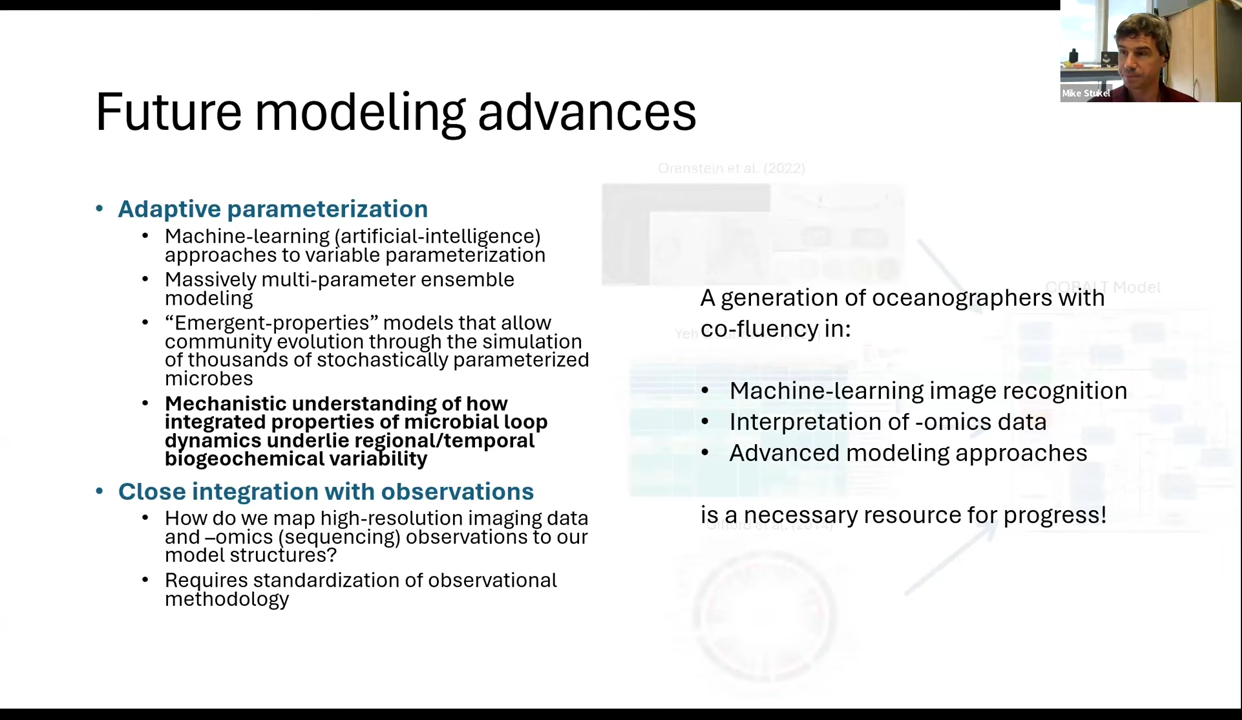 Mike Stukel
Future modeling advances
• Adaptive parameterization
• Machine-learning (artificial-intelligence)
approaches to variable parameterization
• Massively multi-parameter ensemble
modeling
• “Emergent-properties” models that allow
community evolution through the simulation
of thousands of stochastically parameterized
microbes
• Mechanistic understanding of how
integrated properties of microbial loop
dynamics underlie regional/temporal
biogeochemical variability
• Close integration with observations
• How do we map high-resolution imaging data
and –omics (sequencing) observations to our
model structures?
• Requires standardization of observational
methodology
Orenstein et al. (2022)
COBALT Model
Yeh
A generation of oceanographers with
co-fluency in:
• Machine-learning image recognition
• Interpretation of -omics data
• Advanced modeling approaches
is a necessary resource for progress!